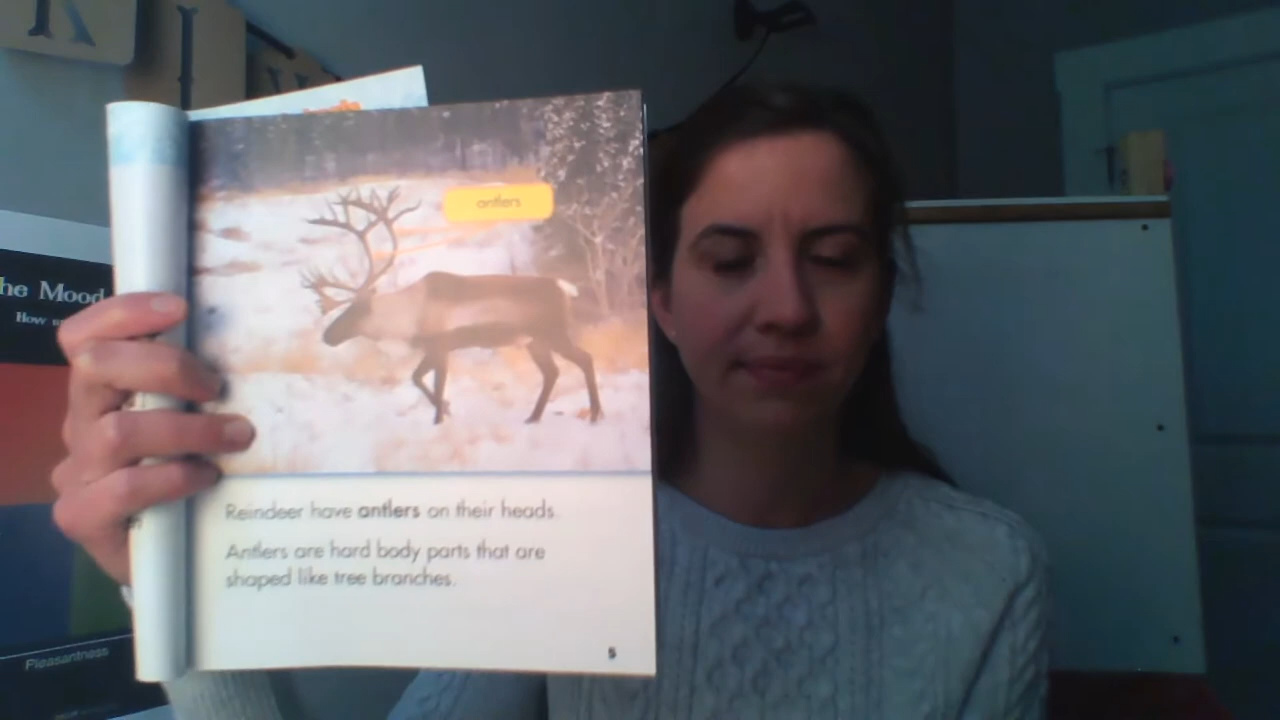 K I
he Mood
How
Pleasantness
antlers
Reindeer have antlers on their heads.
Antlers are hard body parts that are
shaped like tree branches.
5